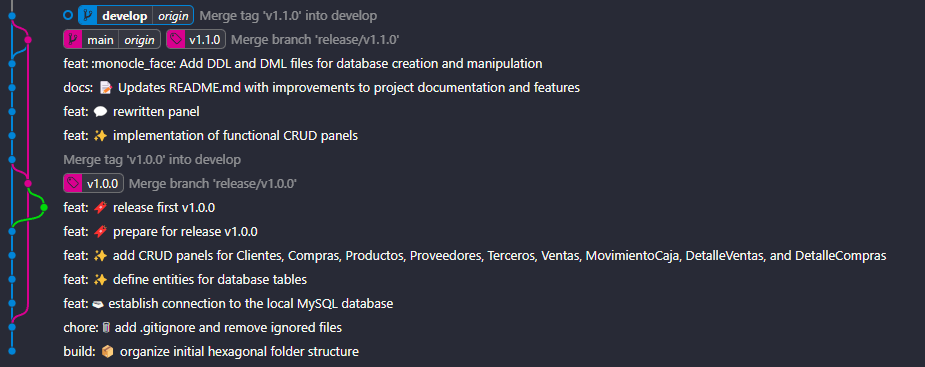 develop origin Merge tag 'v1.1.0' into develop
main origin v1.1.0 Merge branch 'release/v1.1.0'
feat: :monocle_face: Add DDL and DML files for database creation and manipulation
docs: 📝 Updates README.md with improvements to project documentation and features
feat: 💬 rewritten panel
feat: ✨ implementation of functional CRUD panels
Merge tag 'v1.0.0' into develop
v1.0.0 Merge branch 'release/v1.0.0'
feat: 🚀 release first v1.0.0
feat: 🚀 prepare for release v1.0.0
feat: ✨ add CRUD panels for Clientes, Compras, Productos, Proveedores, Terceros, Ventas, MovimientoCaja, DetalleVentas, and DetalleCompras
feat: ✨ define entities for database tables
feat: establish connection to the local MySQL database
chore: add .gitignore and remove ignored files
build: 📦 organize initial hexagonal folder structure